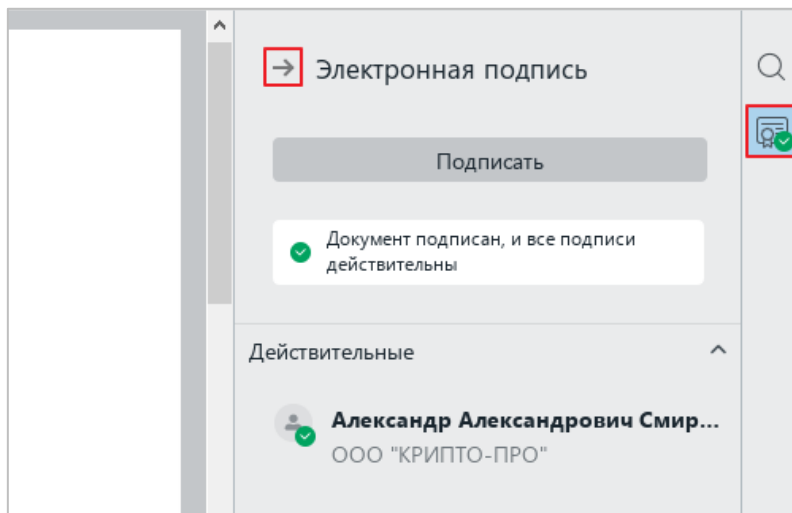 Электронная подпись
Подписать
Документ подписан, и все подписи
действительны
Действительные
Александр Александрович Смир...
ООО "КРИПТО-ПРО"